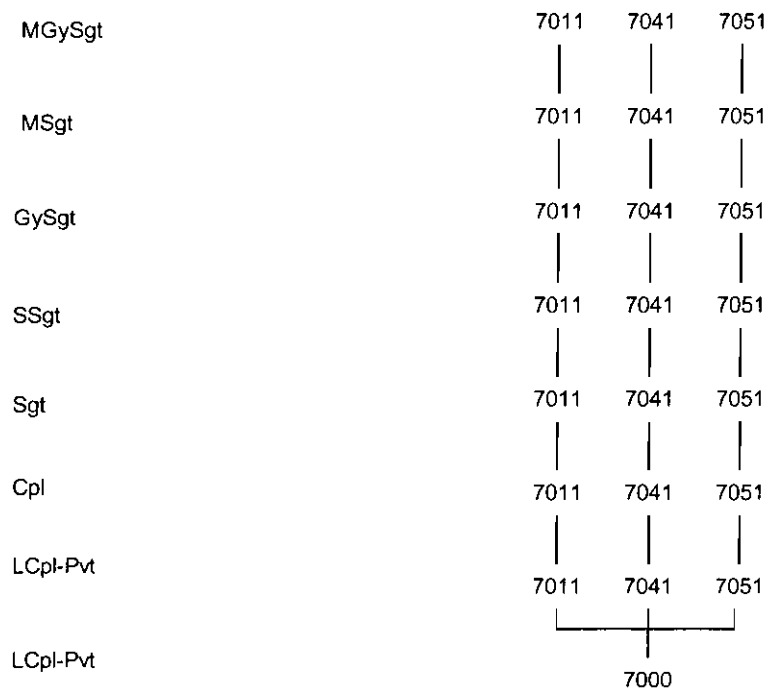 MGySgt 7011 7041 7051
MSgt 7011 7041 7051
GySgt 7011 7041 7051
SSgt 7011 7041 7051
Sgt 7011 7041 7051
Cpl 7011 7041 7051
LCpl-Pvt 7011 7041 7051
LCpl-Pvt 7000